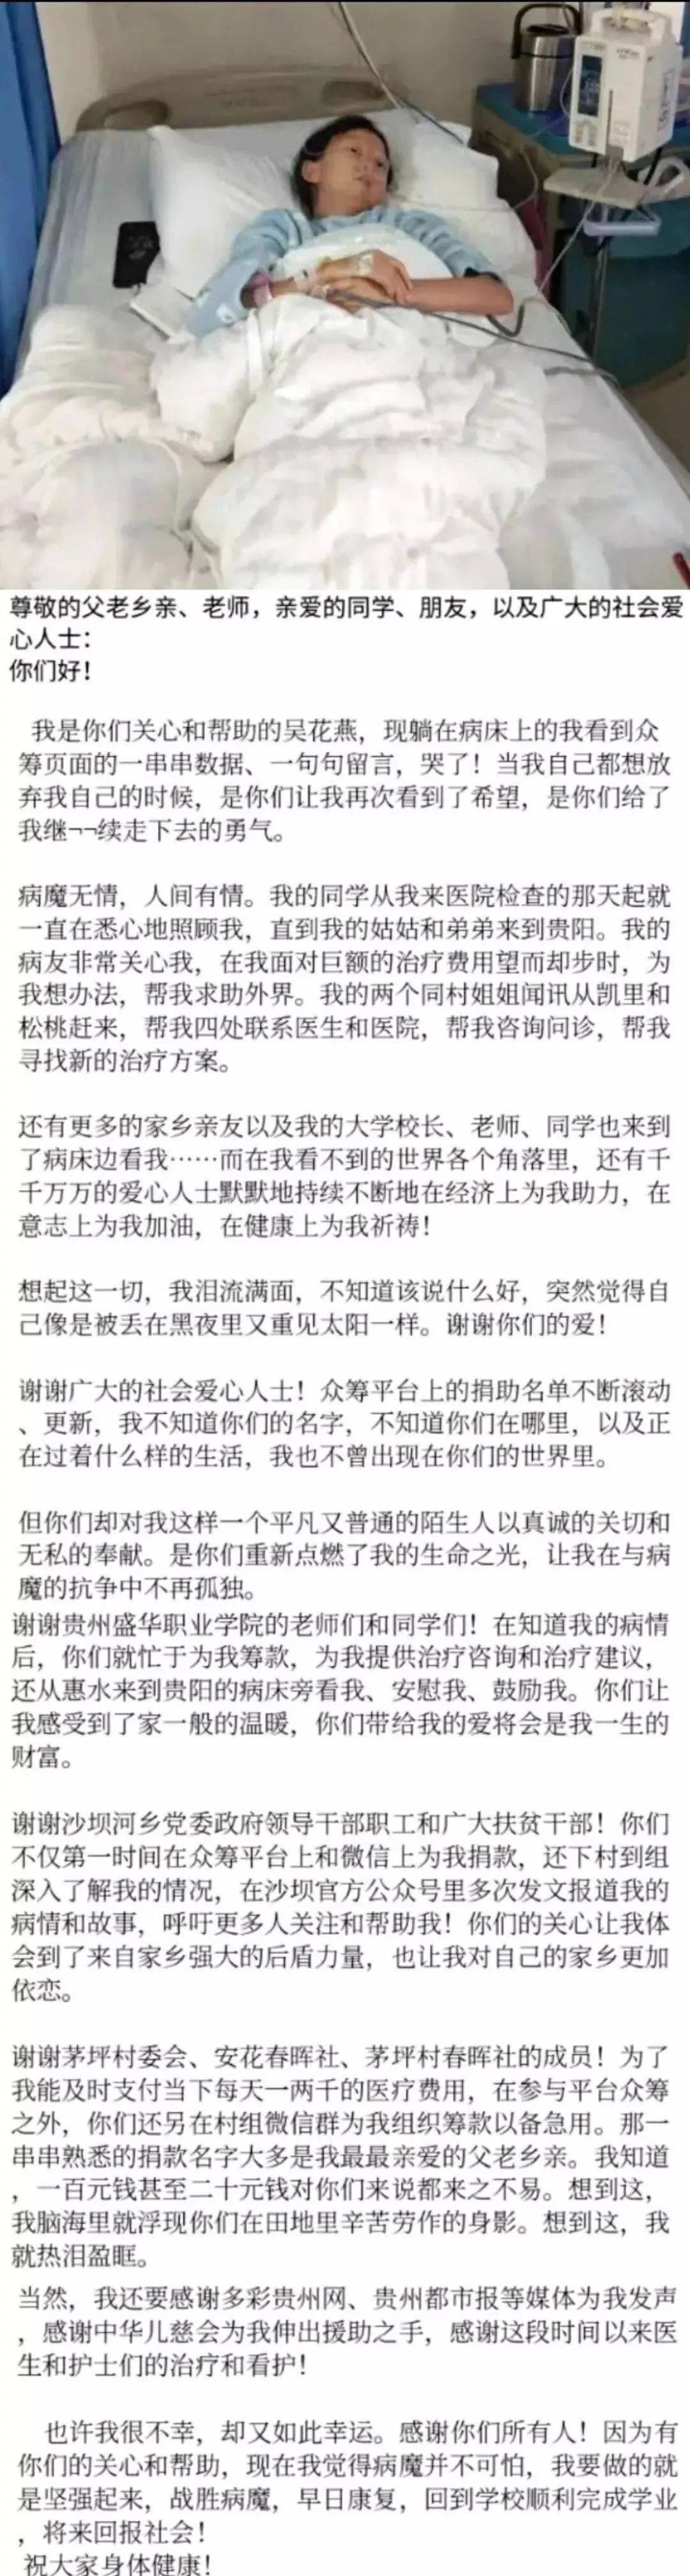 尊敬的父老乡亲、老师，亲爱的同学、朋友，以及广大的社会爱
心人士：
你们好！
我是你们关心和帮助的吴花燕，现躺在病床上的我看到众
筹页面的一串串数据、一句句留言，哭了！当我自己都想放
弃我自己的时候，是你们让我再次看到了希望，是你们给了
我继¬¬续走下去的勇气。
病魔无情，人间有情。我的同学从我来医院检查的那天起就
一直在悉心地照顾我，直到我的姑姑和弟弟来到贵阳。我的
病友非常关心我，在我面对巨额的治疗费用望而却步时，为
我想办法，帮我求助外界。我的两个同村姐姐闻讯从凯里和
松桃赶来，帮我四处联系医生和医院，帮我咨询问诊，帮我
寻找新的治疗方案。
还有更多的家乡亲友以及我的大学校长、老师、同学也来到
了病床边看我……而在我看不到的世界各个角落里，还有千
千万万的爱心人士默默地持续不断地在经济上为我助力，在
意志上为我加油，在健康上为我祈祷！
想起这一切，我泪流满面，不知道该说什么好，突然觉得自
己像是被丢在黑夜里又重见太阳一样。谢谢你们的爱！
谢谢广大的社会爱心人士！众筹平台上的捐助名单不断滚动
、更新，我不知道你们的名字，不知道你们在哪里，以及正
在过着什么样的生活，我也不曾出现在你们的世界里。
但你们却对我这样一个平凡又普通的陌生人以真诚的关切和
无私的奉献。是你们重新点燃了我的生命之光，让我在与病
魔的抗争中不再孤独。
谢谢贵州盛华职业学院的老师们和同学们！在知道我的病情
后，你们就忙于为我筹款，为我提供治疗咨询和治疗建议，
还从惠水来到贵阳的病床旁看我、安慰我、鼓励我。你们让
我感受到了家一般的温暖，你们带给我的爱将会是我一生的
财富。
谢谢沙坝河乡党委政府领导干部职工和广大扶贫干部！你们
不仅第一时间在众筹平台上和微信上为我捐款，还下村到组
深入了解我的情况，在沙坝官方公众号里多次发文报道我的
病情和故事，呼吁更多人关注和帮助我！你们的关心让我体
会到了来自家乡强大的后盾力量，也让我对自己的家乡更加
依恋。
谢谢茅坪村委会、安花春晖社、茅坪村春晖社的成员！为了
我能及时支付当下每天一两千的医疗费用，在参与平台众筹
之外，你们还另在村组微信群为我组织筹款以备急用。那一
串串熟悉的捐款名字大多是我最最亲爱的父老乡亲。我知道
，一百元钱甚至二十元钱对你们来说都来之不易。想到这，
我脑海里就浮现你们在田地里辛苦劳作的身影。想到这，我
就热泪盈眶。
当然，我还要感谢多彩贵州网、贵州都市报等媒体为我发声
，感谢中华儿慈会为我伸出援助之手，感谢这段时间以来医
生和护士们的治疗和看护！
也许我很不幸，却又如此幸运。感谢你们所有人！因为有
你们的关心和帮助，现在我觉得病魔并不可怕，我要做的就
是坚强起来，战胜病魔，早日康复，回到学校顺利完成学业
，将来回报社会！
祝大家身体健康！